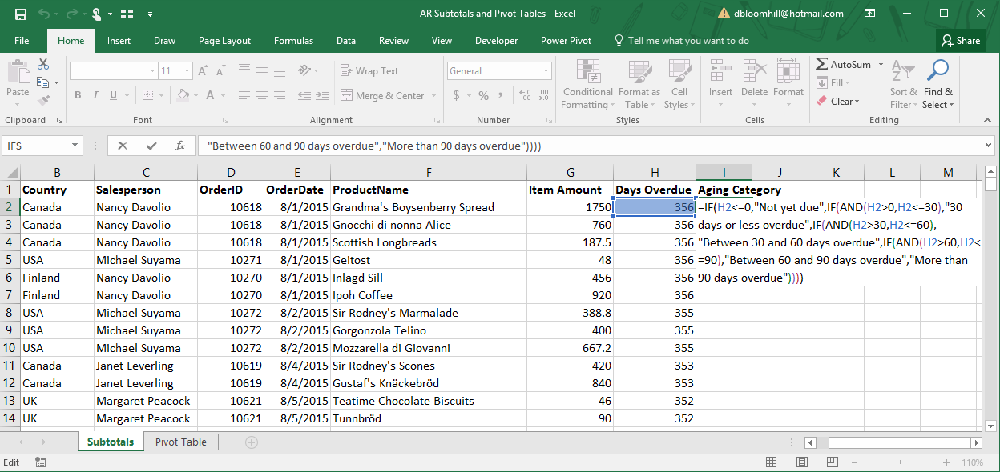 AR Subtotals and Pivot Tables - Excel
dbloomhill@hotmail.com
File Home Insert Draw Page Layout Formulas Data Review View Developer Power Pivot Tell me what you want to do Share
Paste
11 A A
B I U A
Wrap Text
Merge & Center
General
$ % , .00 .00
Conditional Formatting
Format as Table
Cell Styles
Insert Delete Format
AutoSum
Fill
Clear
Sort & Filter
Find & Select
Clipboard Font Alignment Number Styles Cells Editing
IFS fx "Between 60 and 90 days overdue","More than 90 days overdue"))))
B C D E F G H I J K L M
1 Country Salesperson OrderID OrderDate ProductName Item Amount Days Overdue Aging Category
2 Canada Nancy Davolio 10618 8/1/2015 Grandma's Boysenberry Spread 1750 356 =IF(H2<=0,"Not yet due",IF(AND(H2>0,H2<=30),"30
3 Canada Nancy Davolio 10618 8/1/2015 Gnocchi di nonna Alice 760 356 days or less overdue",IF(AND(H2>30,H2<=60),
4 Canada Nancy Davolio 10618 8/1/2015 Scottish Longbreads 187.5 356 "Between 30 and 60 days overdue",IF(AND(H2>60,H2<
5 USA Michael Suyama 10271 8/1/2015 Geitost 48 356 =90),"Between 60 and 90 days overdue","More than
6 Finland Nancy Davolio 10270 8/1/2015 Inlagd Sill 456 356 90 days overdue"))))
7 Finland Nancy Davolio 10270 8/1/2015 Ipoh Coffee 920 356
8 USA Michael Suyama 10272 8/2/2015 Sir Rodney's Marmalade 388.8 355
9 USA Michael Suyama 10272 8/2/2015 Gorgonzola Telino 400 355
10 USA Michael Suyama 10272 8/2/2015 Mozzarella di Giovanni 667.2 355
11 Canada Janet Leverling 10619 8/4/2015 Sir Rodney's Scones 420 353
12 Canada Janet Leverling 10619 8/4/2015 Gustaf's Knäckebröd 840 353
13 UK Margaret Peacock 10621 8/5/2015 Teatime Chocolate Biscuits 46 352
14 UK Margaret Peacock 10621 8/5/2015 Tunnbröd 90 352
Subtotals Pivot Table
Edit 110%